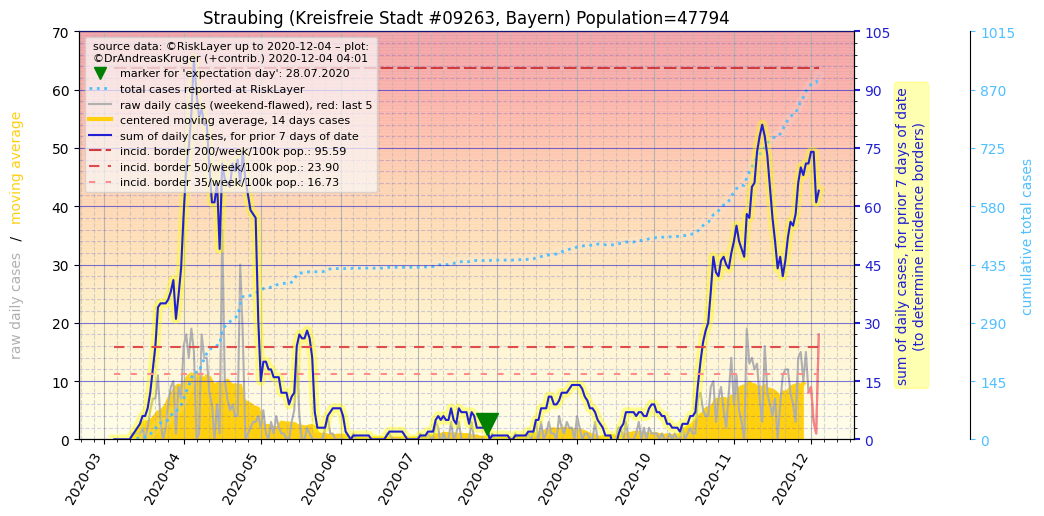 Straubing (Kreisfreie Stadt #09263, Bayern) Population=47794
source data: ©RiskLayer up to 2020-12-04 – plot:
©DrAndreasKruger (+contrib.) 2020-12-04 04:01
marker for 'expectation day': 28.07.2020
total cases reported at RiskLayer
raw daily cases (weekend-flawed), red: last 5
centered moving average, 14 days cases
sum of daily cases, for prior 7 days of date
incid. border 200/week/100k pop.: 95.59
incid. border 50/week/100k pop.: 23.90
incid. border 35/week/100k pop.: 16.73
raw daily cases / moving average
70
60
50
40
30
20
10
0
2020-03
2020-04
2020-05
2020-06
2020-07
2020-08
2020-09
2020-10
2020-11
2020-12
105
90
75
60
45
30
15
0
sum of daily cases, for prior 7 days of date
(to determine incidence borders)
1015
870
725
580
435
290
145
0
cumulative total cases